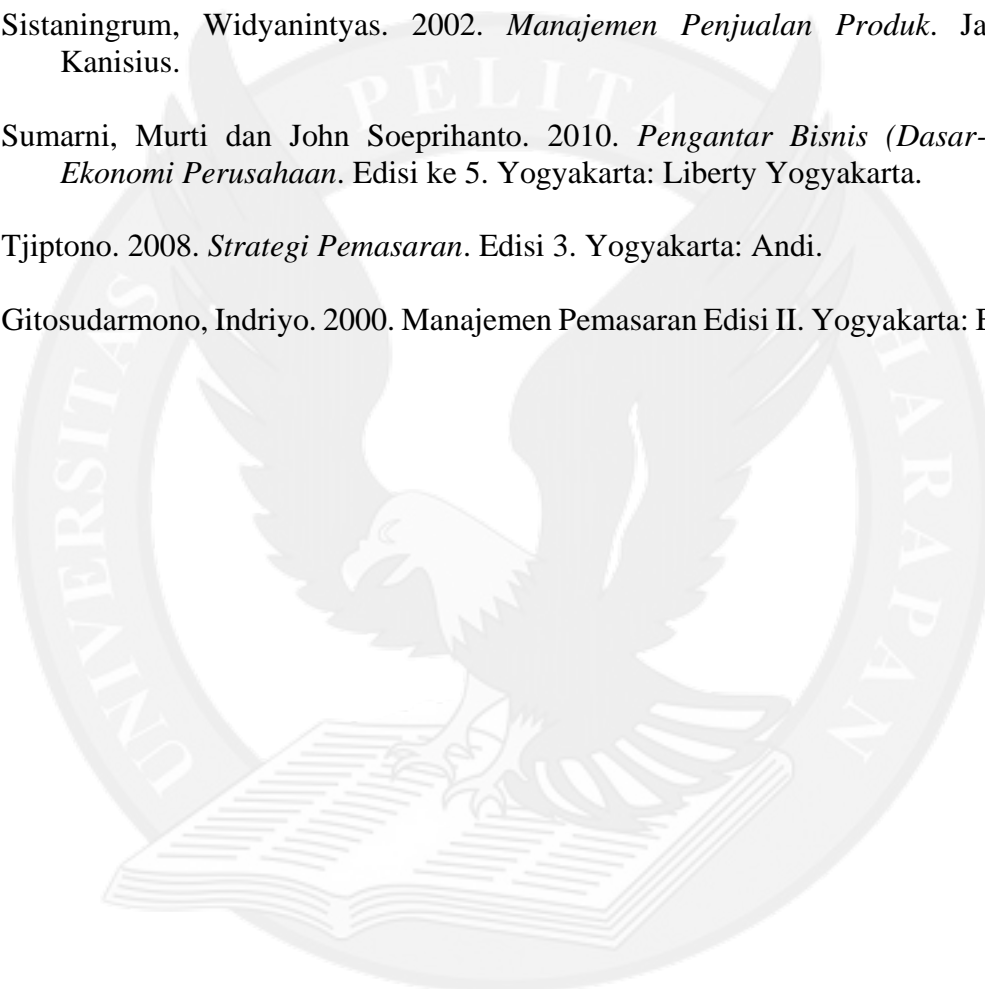 Sistaningrum, Widyanintyas. 2002. Manajemen Penjualan Produk. Ja
Kanisius.
Sumarni, Murti dan John Soeprihanto. 2010. Pengantar Bisnis (Dasar-
Ekonomi Perusahaan. Edisi ke 5. Yogyakarta: Liberty Yogyakarta.
Tjiptono. 2008. Strategi Pemasaran. Edisi 3. Yogyakarta: Andi.
Gitosudarmono, Indriyo. 2000. Manajemen Pemasaran Edisi II. Yogyakarta: B
UNIVERSITAS PELITA HARAPAN